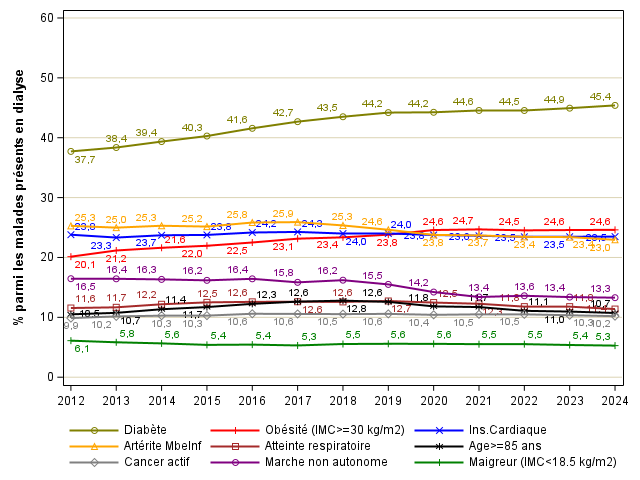 % parmi les malades présents en dialyse
60
50
40
30
20
10
0
37,7 38,4 39,4 40,3 41,6 42,7 43,5 44,2 44,2 44,6 44,5 44,9 45,4
25,3 25,0 25,3 25,2 25,8 25,9 25,3 24,6 23,8 23,7 23,4 23,0
23,3 23,7 23,8 24,2 24,3 24,0 24,0 23,5
20,1 21,2 21,6 22,0 22,5 23,1 23,4 23,8 24,6 24,7 24,5 24,6 24,6
16,5 16,4 16,3 16,2 16,4 15,8 16,2 15,5 14,2 13,4 13,6 13,4 13,3
11,6 11,7 12,2 12,5 12,6 12,6 12,6 12,7 12,5
10,5 10,7 11,4 11,7 12,3 12,6 12,8 12,6 11,8 11,7 11,1 11,0 10,7
9,9 10,2 10,3 10,3 10,6 10,6 10,5 10,6 10,4 10,5 10,5 10,3 10,2
6,1 5,8 5,6 5,4 5,4 5,3 5,5 5,6 5,6 5,5 5,5 5,4 5,3
2012 2013 2014 2015 2016 2017 2018 2019 2020 2021 2022 2023 2024
Diabète Obésité (IMC>=30 kg/m2) Ins.Cardiaque
Artérite MbeInf Atteinte respiratoire Age>=85 ans
Cancer actif Marche non autonome Maigreur (IMC<18.5 kg/m2)